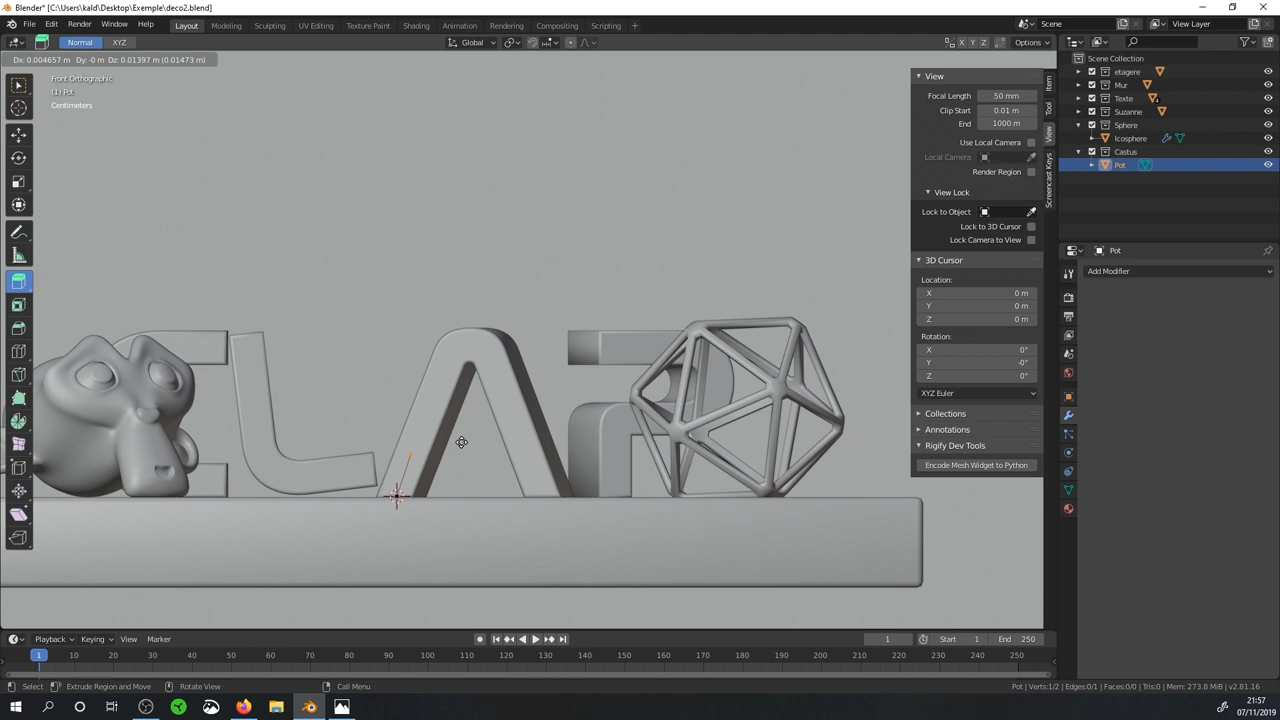 Blender* [C:\Users\kald\Desktop\Exemple\deco2.blend]
File Edit Render Window Help Layout Modeling Sculpting UV Editing Texture Paint Shading Animation Rendering Compositing Scripting + Scene View Layer
Normal XYZ Global X Y Z Options
Dx: 0.004657 m Dy: -0 m Dz: 0.01397 m (0.01473 m)
Front Orthographic
(1) Pot
Centimeters
View
Focal Length 50 mm
Clip Start 0.01 m
End 1000 m
Use Local Camera
Local Camera
Render Region
View Lock
Lock to Object
Lock to 3D Cursor
Lock Camera to View
3D Cursor
Location:
X 0 m
Y 0 m
Z 0 m
Rotation:
X 0°
Y -0°
Z 0°
XYZ Euler
Collections
Annotations
Rigify Dev Tools
Encode Mesh Widget to Python
Item
Tool
View
Screencast Keys
Scene Collection
etagere
Mur
Texte 4
Suzanne
Sphere
Icosphere
Castus
Pot
Pot
Add Modifier
Playback Keying View Marker 1 Start 1 End 250
1 10 20 30 40 50 60 70 80 90 100 110 120 130 140 150 160 170 180 190 200 210 220 230 240 250
Select Extrude Region and Move Rotate View Call Menu Pot | Verts:1/2 | Edges:0/1 | Faces:0/0 | Tris:0 | Mem: 273.8 MiB | v2.81.16
21:57
07/11/2019